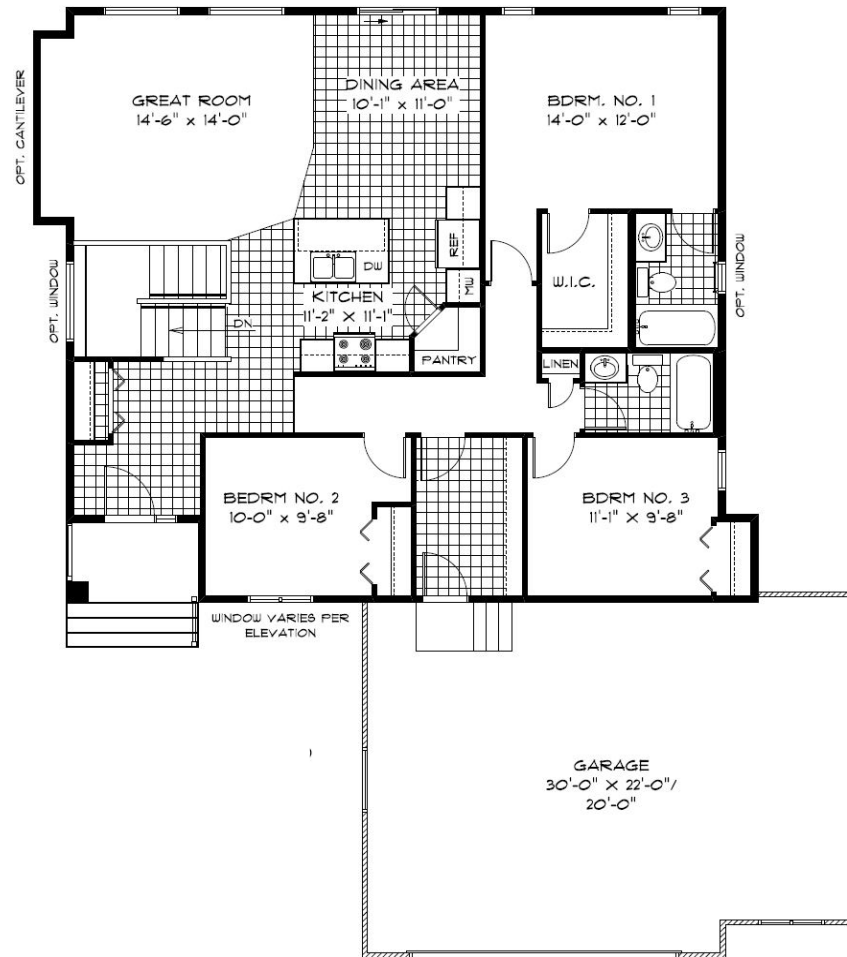 OPT. CANTILEVER
GREAT ROOM
14'-6" x 14'-0"
DINING AREA
10'-1" x 11'-0"
BDRM. NO. 1
14'-0" x 12'-0"
OPT. WINDOW
REF
DW
MW
W.I.C.
OPT. WINDOW
KITCHEN
11'-2" X 11'-1"
DN
PANTRY
LINEN
BEDRM NO. 2
10-0" x 9'-8"
BDRM NO. 3
11'-1" X 9'-8"
WINDOW VARIES PER
ELEVATION
GARAGE
30'-0" X 22'-0"/
20'-0"